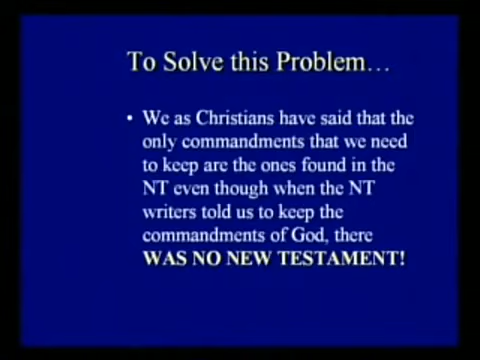 To Solve this Problem…
• We as Christians have said that the
only commandments that we need
to keep are the ones found in the
NT even though when the NT
writers told us to keep the
commandments of God, there
WAS NO NEW TESTAMENT!